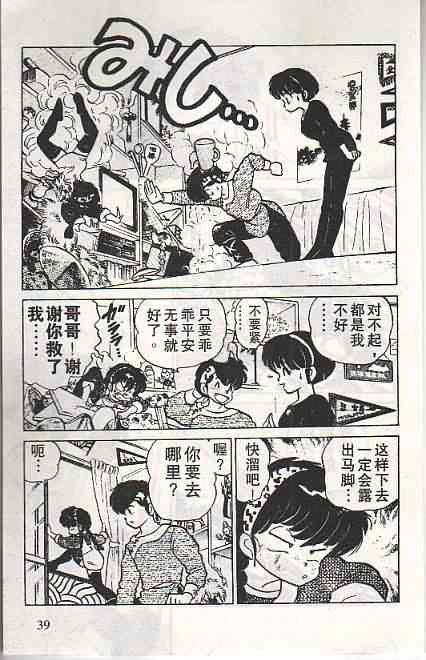 みし…
对不起，
都是我
不好
……
不要紧
只要乖
乖平安
无事就
好了。
ガバ
哥哥！谢
谢你救了
我……
这样下去
一定会露
出马脚…
快溜吧
喔？
你要去
哪里？
呃…
39